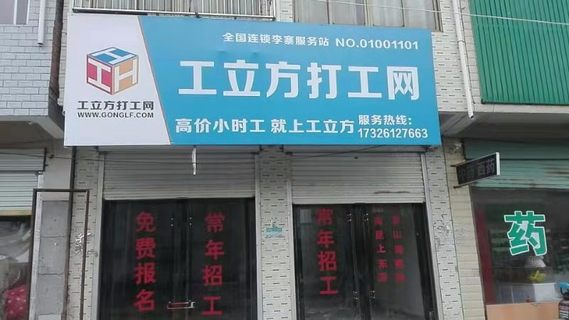 全国连锁李寨服务站 NO.01001101
工立方打工网
工立方打工网
WWW.GONGLF.COM
高价小时工 就上工立方
服务热线:
17326127663
免费报名
常年招工
常年招工
药